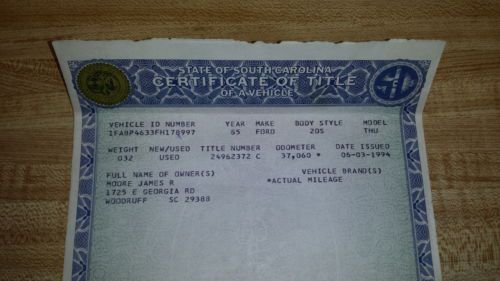 STATE OF SOUTH CAROLINA
CERTIFICATE OF TITLE
OF A VEHICLE
VEHICLE ID NUMBER YEAR MAKE BODY STYLE MODEL
1FABP4633FH178997 85 FORD 2DS THU
WEIGHT NEW/USED TITLE NUMBER ODOMETER DATE ISSUED
032 USED 24962372 C 37,060 * 06-03-1994
FULL NAME OF OWNER(S) VEHICLE BRAND(S)
MOORE JAMES R *ACTUAL MILEAGE
1725 E GEORGIA RD
WOODRUFF SC 29388